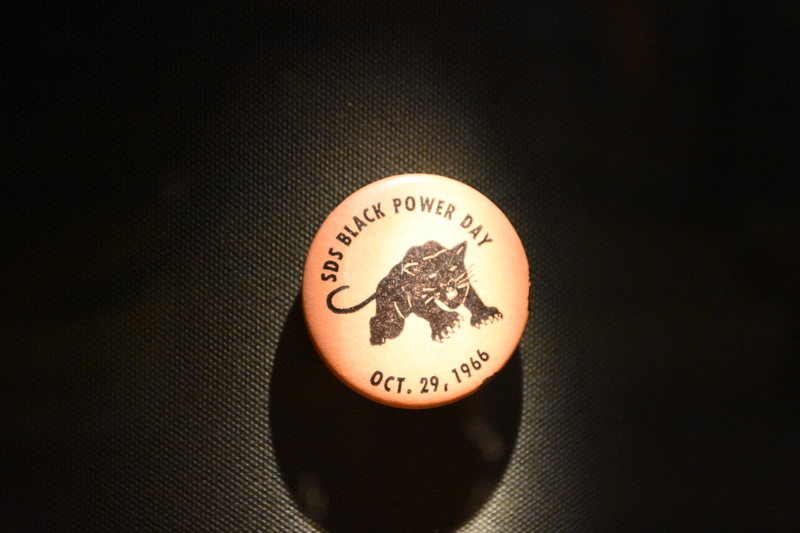 SDS BLACK POWER DAY
OCT. 29, 1966